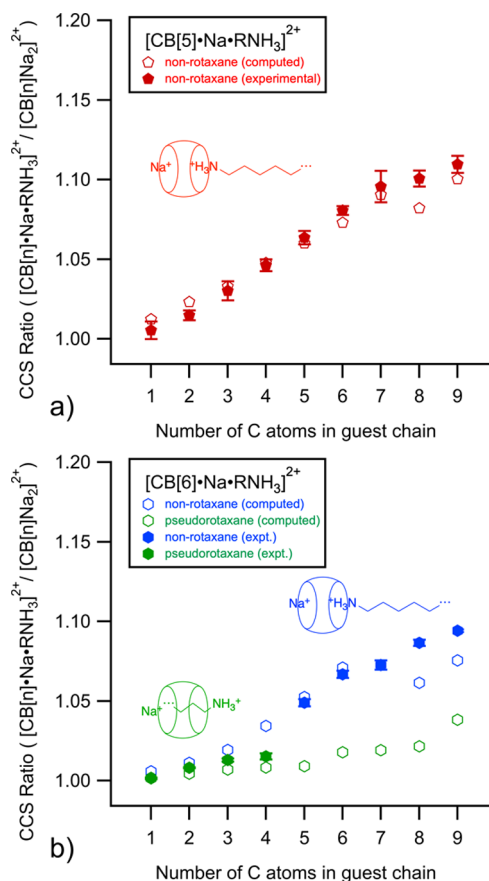 [CB[5]•Na•RNH₃]²⁺
non-rotaxane (computed)
non-rotaxane (experimental)
CCS Ratio ( [CB[n]•Na•RNH₃]²⁺ / [CB[n]Na₂]²⁺ )
1.20
1.15
1.10
1.05
1.00
Na⁺ ⁺H₃N ...
a)
1 2 3 4 5 6 7 8 9
Number of C atoms in guest chain
[CB[6]•Na•RNH₃]²⁺
non-rotaxane (computed)
pseudorotaxane (computed)
non-rotaxane (expt.)
pseudorotaxane (expt.)
CCS Ratio ( [CB[n]•Na•RNH₃]²⁺ / [CB[n]Na₂]²⁺ )
1.20
1.15
1.10
1.05
1.00
Na⁺ ⁺H₃N ...
Na⁺ ... NH₃⁺
b)
1 2 3 4 5 6 7 8 9
Number of C atoms in guest chain